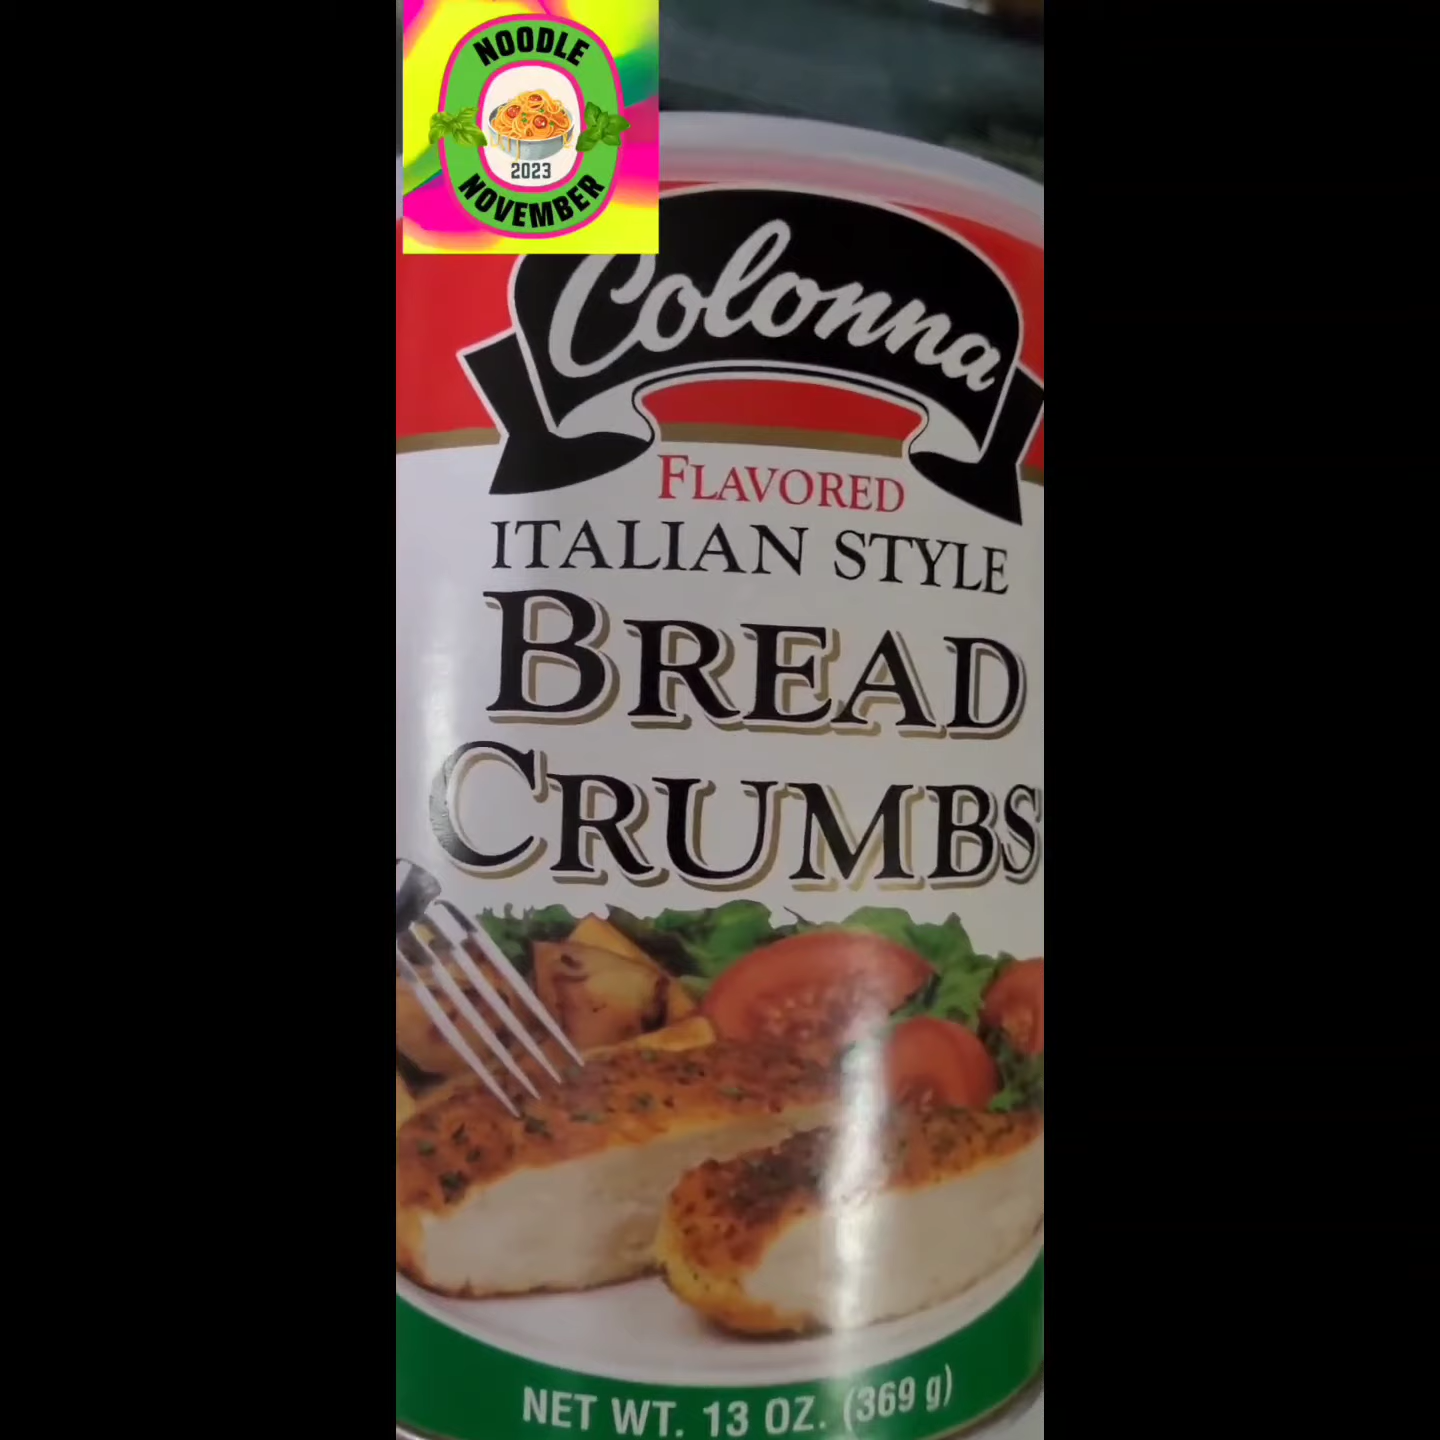 NOODLE
2023
NOVEMBER
Colonna
FLAVORED
ITALIAN STYLE
BREAD
CRUMBS
NET WT. 13 OZ. (369 g)